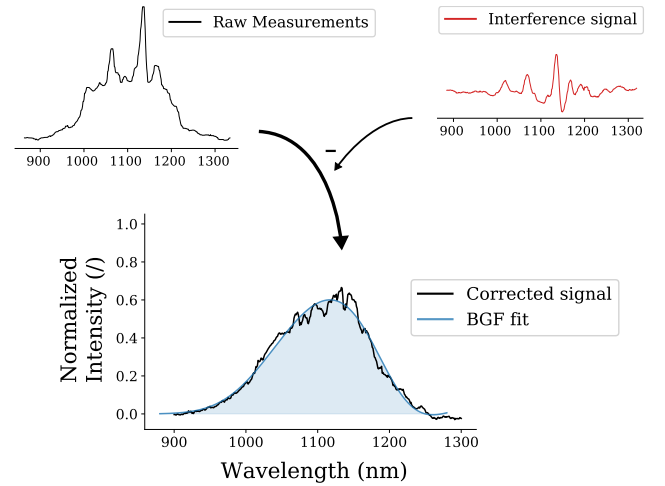 Raw Measurements
Interference signal
900 1000 1100 1200 1300
900 1000 1100 1200 1300
–
Normalized
Intensity (/)
1.0
0.8
0.6
0.4
0.2
0.0
Corrected signal
BGF fit
900 1000 1100 1200 1300
Wavelength (nm)